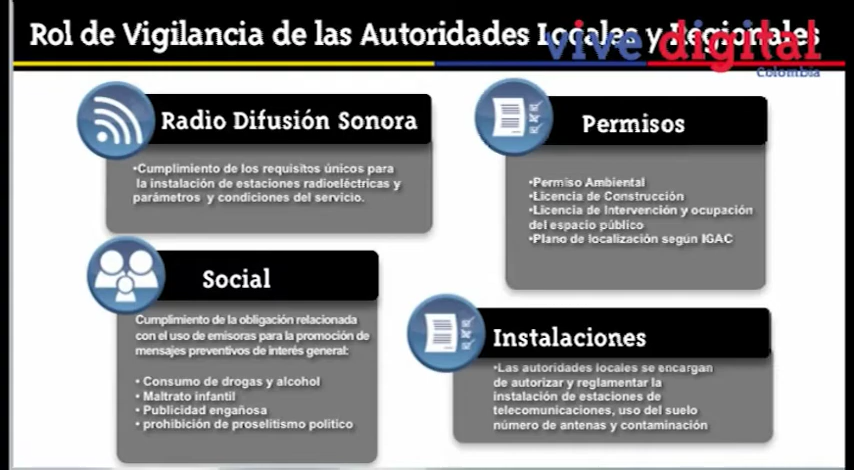 Rol de Vigilancia de las Autoridades Locales y Regionales
vive digital
Colombia
Radio Difusión Sonora
•Cumplimiento de los requisitos únicos para
la instalación de estaciones radioeléctricas y
parámetros y condiciones del servicio.
Permisos
•Permiso Ambiental
•Licencia de Construcción
•Licencia de Intervención y ocupación
del espacio público
•Plano de localización según IGAC
Social
Cumplimiento de la obligación relacionada
con el uso de emisoras para la promoción de
mensajes preventivos de interés general:
• Consumo de drogas y alcohol
• Maltrato infantil
• Publicidad engañosa
• prohibición de proselitismo politico
Instalaciones
•Las autoridades locales se encargan
de autorizar y reglamentar la
instalación de estaciones de
telecomunicaciones, uso del suelo
número de antenas y contaminación